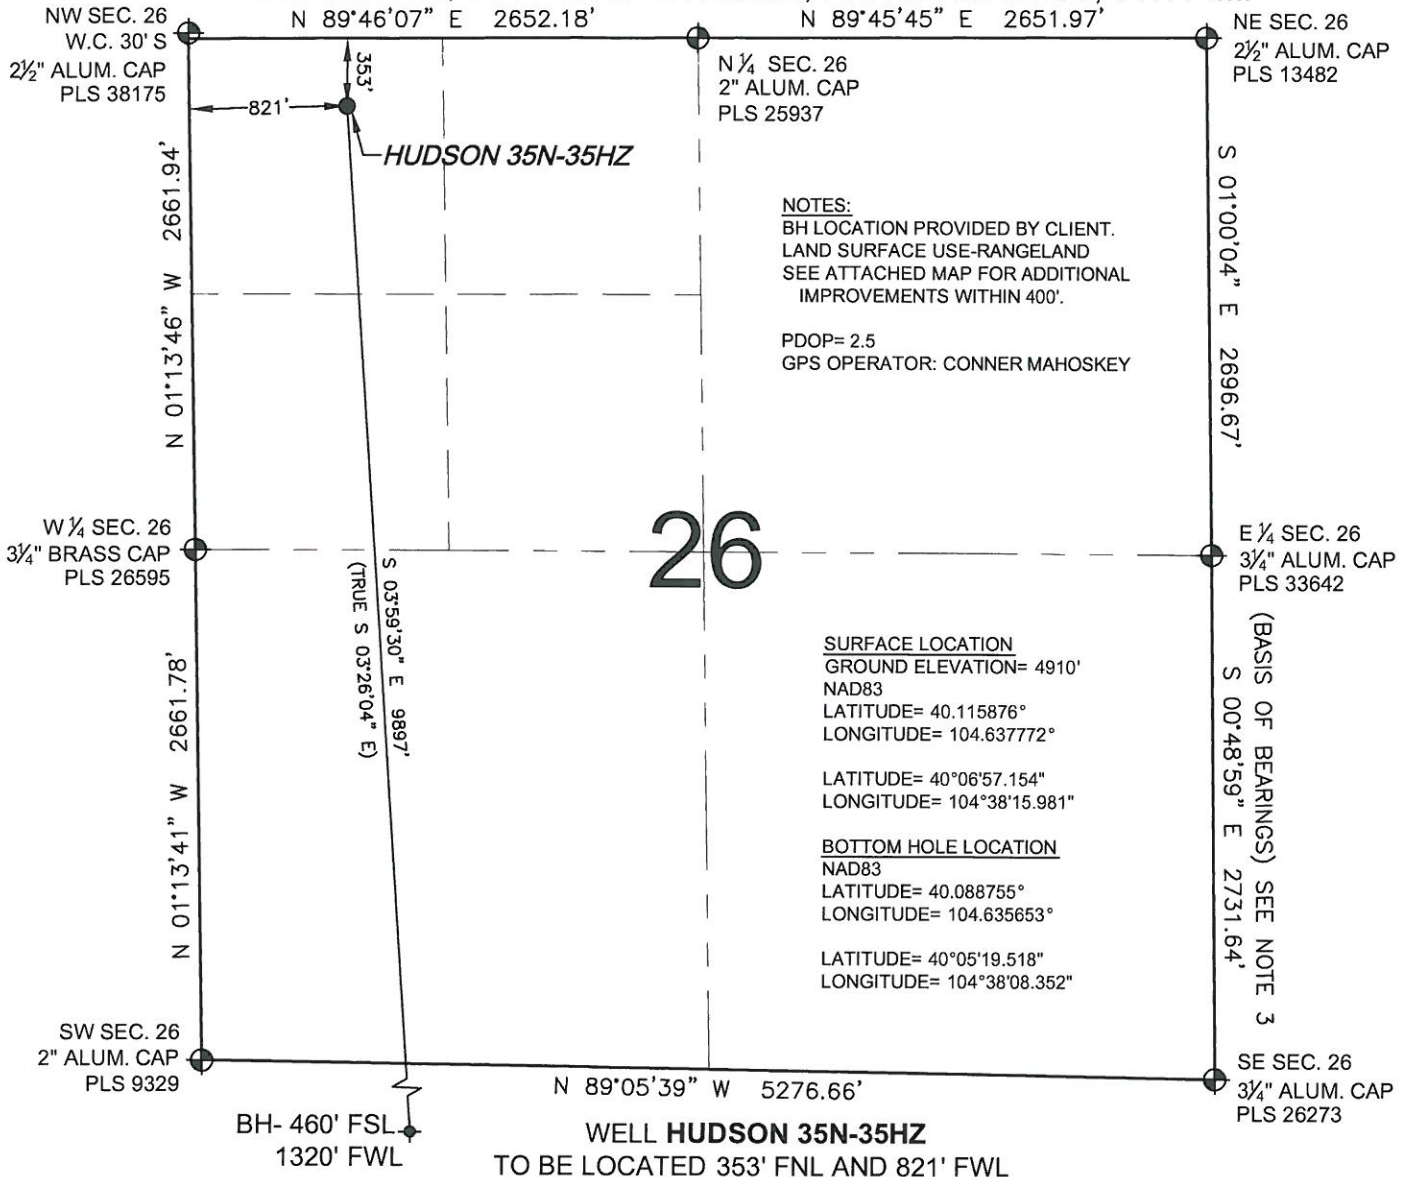 N 89°46'07" E 2652.18'
N 89°45'45" E 2651.97'
NW SEC. 26
W.C. 30' S
2½" ALUM. CAP
PLS 38175
N ¼ SEC. 26
2" ALUM. CAP
PLS 25937
NE SEC. 26
2½" ALUM. CAP
PLS 13482
353'
821'
HUDSON 35N-35HZ
N 01°13'46" W 2661.94'
S 01°00'04" E 2696.67'
NOTES:
BH LOCATION PROVIDED BY CLIENT.
LAND SURFACE USE-RANGELAND
SEE ATTACHED MAP FOR ADDITIONAL
IMPROVEMENTS WITHIN 400'.
PDOP= 2.5
GPS OPERATOR: CONNER MAHOSKEY
W ¼ SEC. 26
3¼" BRASS CAP
PLS 26595
26
E ¼ SEC. 26
3¼" ALUM. CAP
PLS 33642
S 03°59'30" E 9897'
(TRUE S 03°26'04" E)
N 01°13'41" W 2661.78'
SURFACE LOCATION
GROUND ELEVATION= 4910'
NAD83
LATITUDE= 40.115876°
LONGITUDE= 104.637772°
LATITUDE= 40°06'57.154"
LONGITUDE= 104°38'15.981"
BOTTOM HOLE LOCATION
NAD83
LATITUDE= 40.088755°
LONGITUDE= 104.635653°
LATITUDE= 40°05'19.518"
LONGITUDE= 104°38'08.352"
S 00°48'59" E 2731.64'
(BASIS OF BEARINGS) SEE NOTE 3
SW SEC. 26
2" ALUM. CAP
PLS 9329
N 89°05'39" W 5276.66'
SE SEC. 26
3¼" ALUM. CAP
PLS 26273
BH- 460' FSL
1320' FWL
WELL HUDSON 35N-35HZ
TO BE LOCATED 353' FNL AND 821' FWL